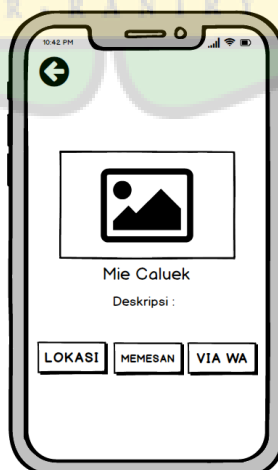 R - R A N I R Y
10:42 PM
Mie Caluek
Deskripsi :
LOKASI MEMESAN VIA WA